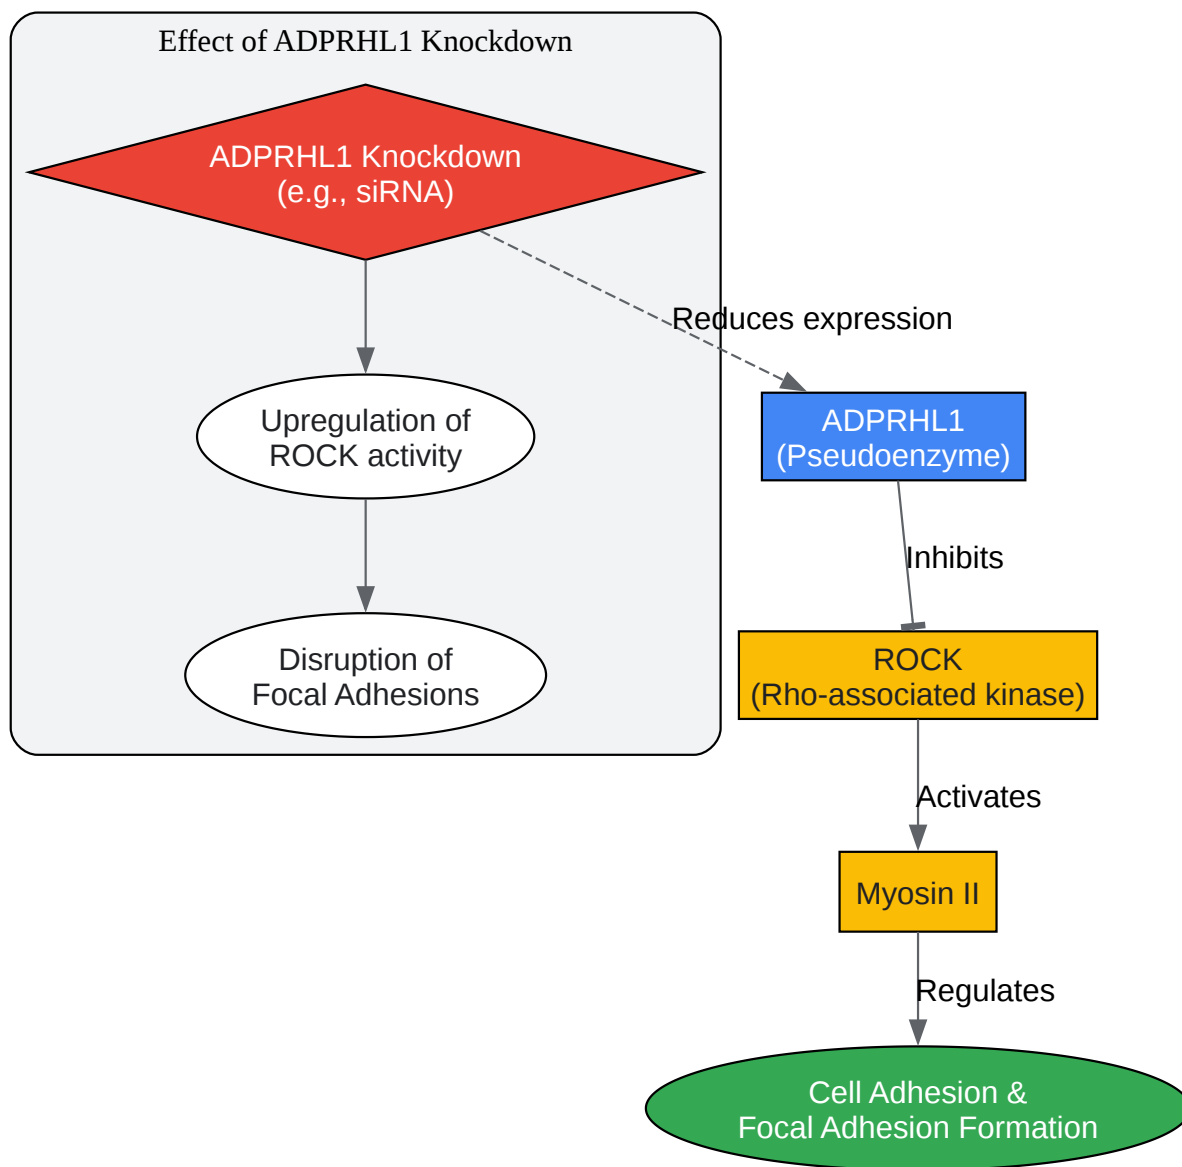 Effect of ADPRHL1 Knockdown
ADPRHL1 Knockdown
(e.g., siRNA)
Reduces expression
Upregulation of
ROCK activity
ADPRHL1
(Pseudoenzyme)
Inhibits
Disruption of
Focal Adhesions
ROCK
(Rho-associated kinase)
Activates
Myosin II
Regulates
Cell Adhesion &
Focal Adhesion Formation